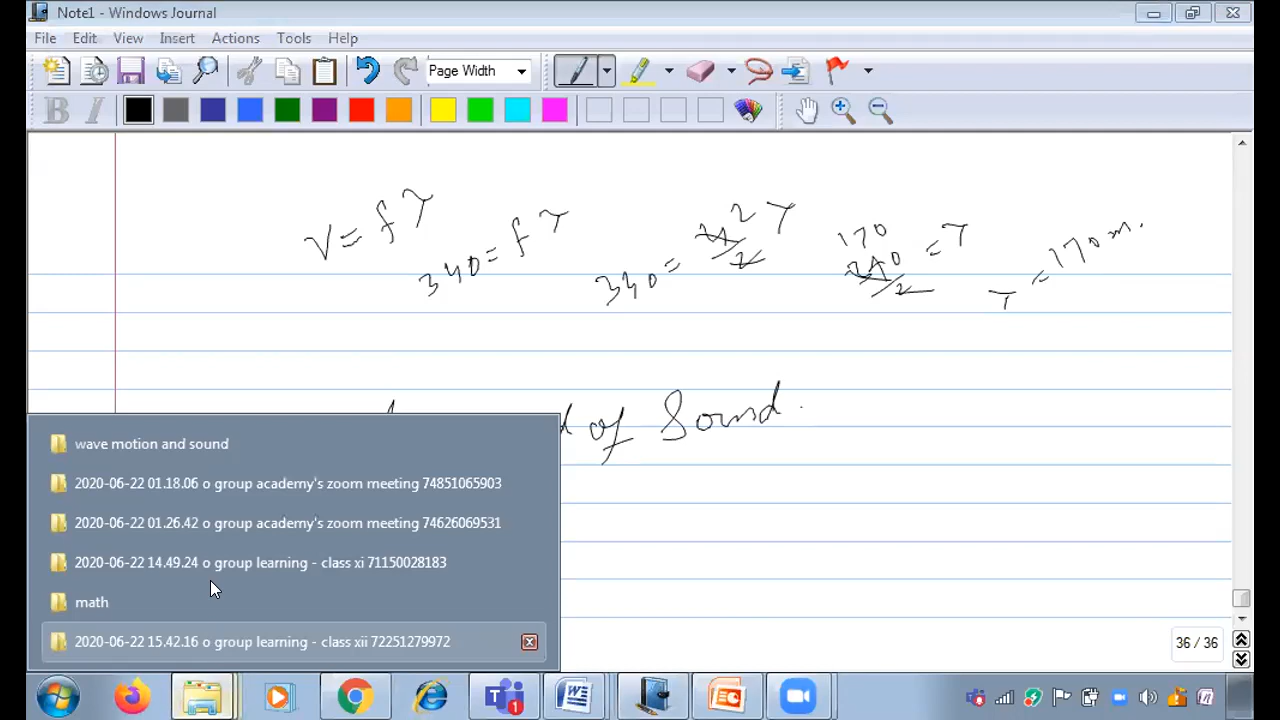 Note1 - Windows Journal
File Edit View Insert Actions Tools Help
Page Width
B I
V = f λ
340 = f λ
340 = 2 λ
170
340 / 2 = λ
λ = 170 m.
of Sound.
wave motion and sound
2020-06-22 01.18.06 o group academy's zoom meeting 74851065903
2020-06-22 01.26.42 o group academy's zoom meeting 74626069531
2020-06-22 14.49.24 o group learning - class xi 71150028183
math
2020-06-22 15.42.16 o group learning - class xii 72251279972
36 / 36
1